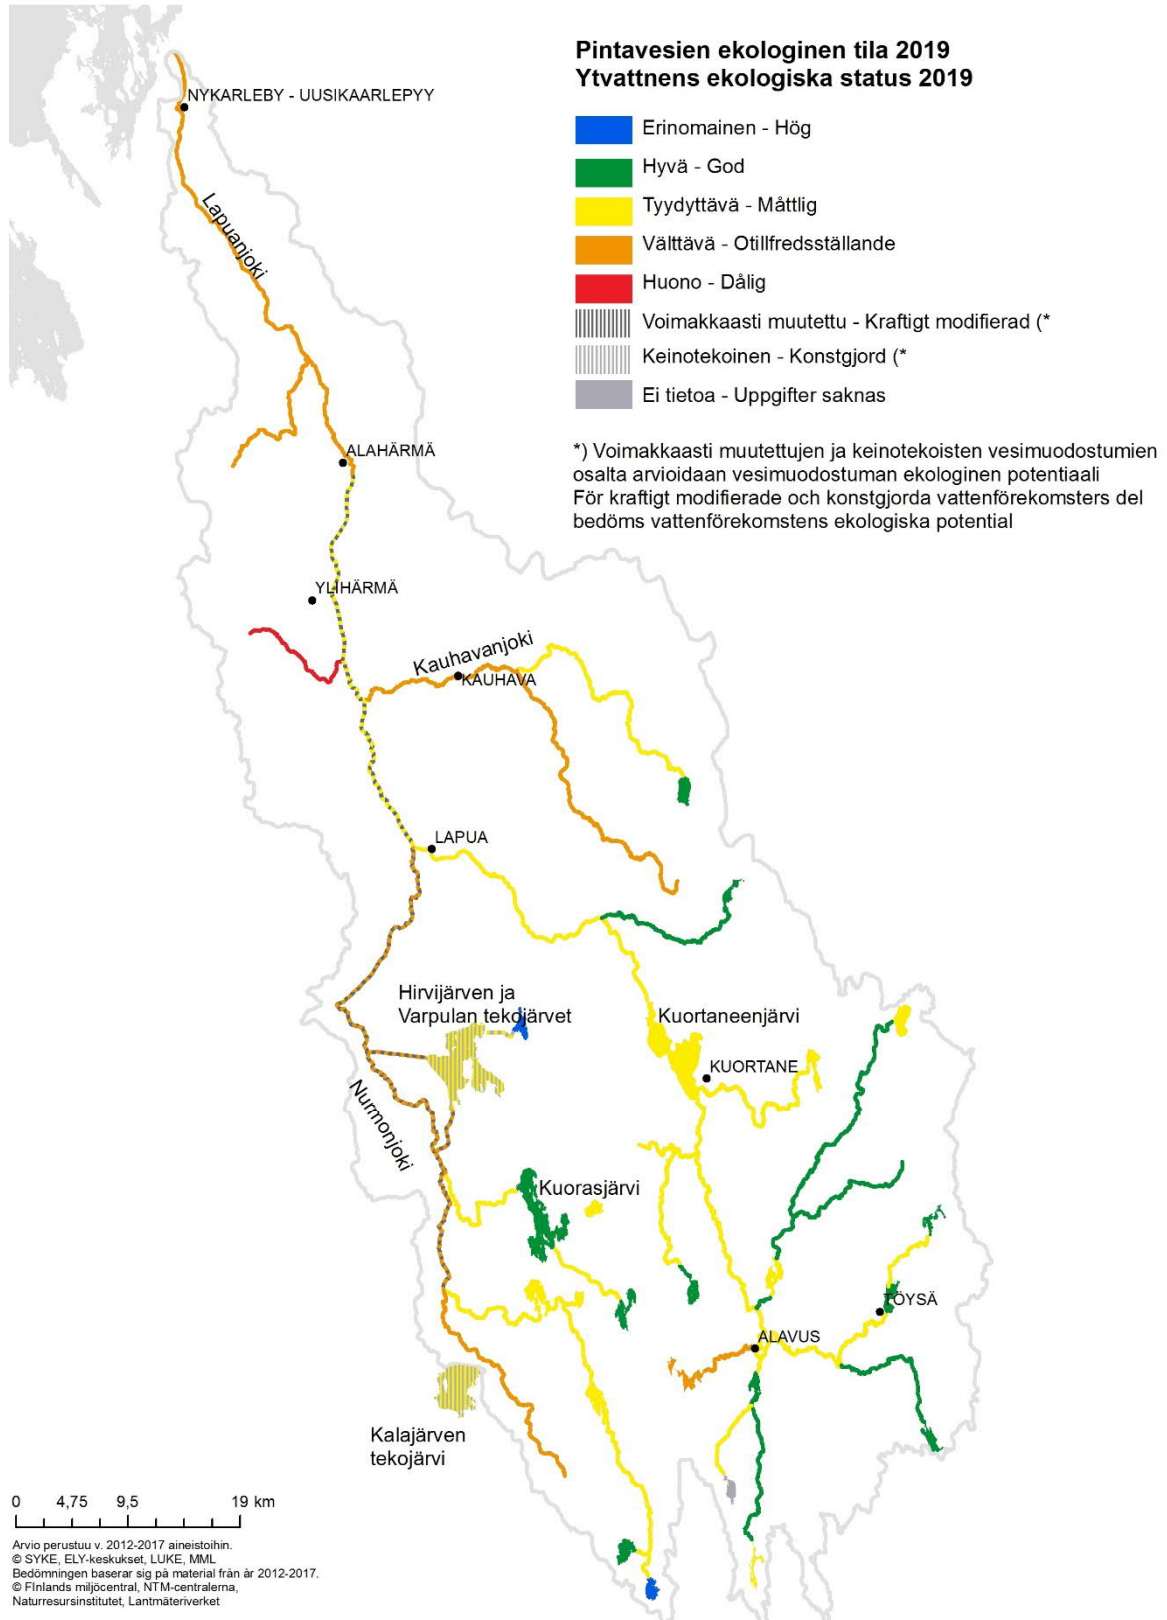 Pintavesien ekologinen tila 2019
Ytvattnens ekologiska status 2019
Erinomainen - Hög
Hyvä - God
Tyydyttävä - Måttlig
Välttävä - Otillfredsställande
Huono - Dålig
Voimakkaasti muutettu - Kraftigt modifierad (*
Keinotekoinen - Konstgjord (*
Ei tietoa - Uppgifter saknas
*) Voimakkaasti muutettujen ja keinotekoisten vesimuodostumien
osalta arvioidaan vesimuodostuman ekologinen potentiaali
För kraftigt modifierade och konstgjorda vattenförekomsters del
bedöms vattenförekomstens ekologiska potential
NYKARLEBY - UUSIKAARLEPYY
Lapuanjoki
ALAHÄRMÄ
YLIHÄRMÄ
Kauhavanjoki
KAUHAVA
LAPUA
Hirvijärven ja
Varpulan tekojärvet
Kuortaneenjärvi
KUORTANE
Nurmonjoki
Kuorasjärvi
TÖYSÄ
ALAVUS
Kalajärven
tekojärvi
0 4,75 9,5 19 km
Arvio perustuu v. 2012-2017 aineistoihin.
© SYKE, ELY-keskukset, LUKE, MML
Bedömningen baserar sig på material från år 2012-2017.
© FInlands miljöcentral, NTM-centralerna,
Naturresursinstitutet, Lantmäteriverket